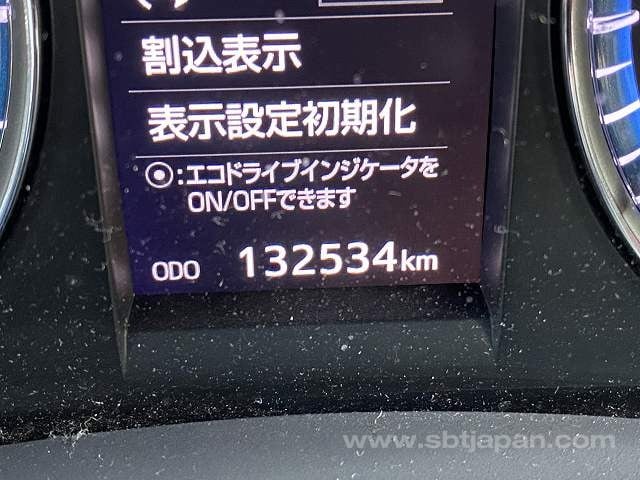 割込表示
表示設定初期化
⦿:エコドライブインジケータを
ON/OFFできます
ODO 132534km
www.sbtjapan.com